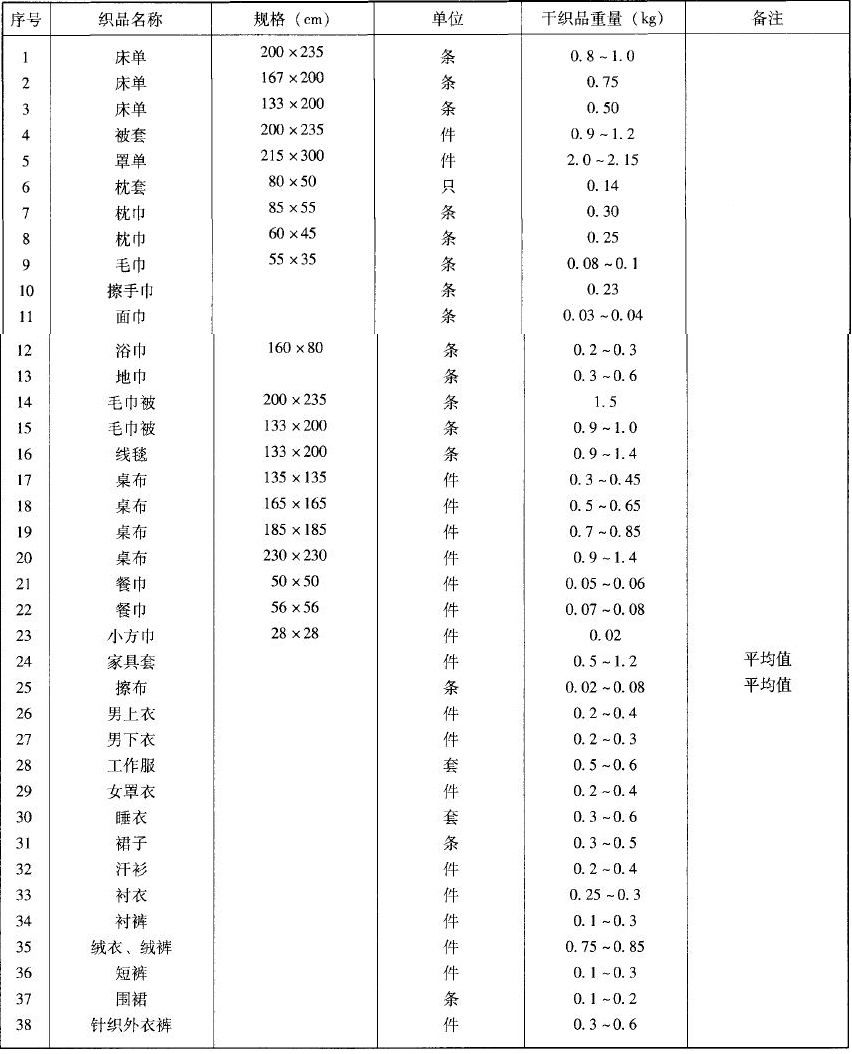 序号 织品名称 规格（cm） 单位 干织品重量（kg） 备注
1 床单 200×235 条 0.8~1.0
2 床单 167×200 条 0.75
3 床单 133×200 条 0.50
4 被套 200×235 件 0.9~1.2
5 罩单 215×300 件 2.0~2.15
6 枕套 80×50 只 0.14
7 枕巾 85×55 条 0.30
8 枕巾 60×45 条 0.25
9 毛巾 55×35 条 0.08~0.1
10 擦手巾 条 0.23
11 面巾 条 0.03~0.04
12 浴巾 160×80 条 0.2~0.3
13 地巾 条 0.3~0.6
14 毛巾被 200×235 条 1.5
15 毛巾被 133×200 条 0.9~1.0
16 线毯 133×200 条 0.9~1.4
17 桌布 135×135 件 0.3~0.45
18 桌布 165×165 件 0.5~0.65
19 桌布 185×185 件 0.7~0.85
20 桌布 230×230 件 0.9~1.4
21 餐巾 50×50 件 0.05~0.06
22 餐巾 56×56 件 0.07~0.08
23 小方巾 28×28 件 0.02
24 家具套 件 0.5~1.2 平均值
25 擦布 条 0.02~0.08 平均值
26 男上衣 件 0.2~0.4
27 男下衣 件 0.2~0.3
28 工作服 套 0.5~0.6
29 女罩衣 件 0.2~0.4
30 睡衣 套 0.3~0.6
31 裙子 条 0.3~0.5
32 汗衫 件 0.2~0.4
33 衬衣 件 0.25~0.3
34 衬裤 件 0.1~0.3
35 绒衣、绒裤 件 0.75~0.85
36 短裤 件 0.1~0.3
37 围裙 条 0.1~0.2
38 针织外衣裤 件 0.3~0.6